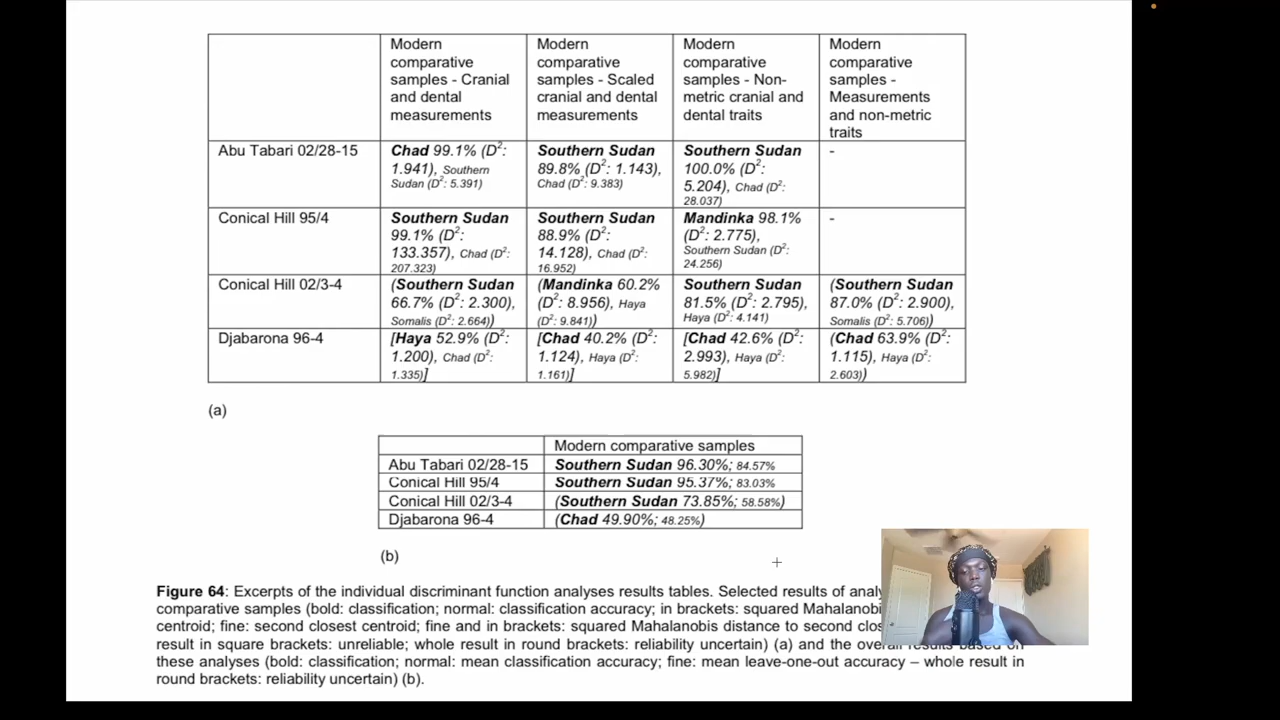 Modern comparative samples - Cranial and dental measurements
Modern comparative samples - Scaled cranial and dental measurements
Modern comparative samples - Non-metric cranial and dental traits
Modern comparative samples - Measurements and non-metric traits
Abu Tabari 02/28-15
Chad 99.1% (D²: 1.941), Southern Sudan (D²: 5.391)
Southern Sudan 89.8% (D²: 1.143), Chad (D²: 9.383)
Southern Sudan 100.0% (D²: 5.204), Chad (D²: 28.037)
-
Conical Hill 95/4
Southern Sudan 99.1% (D²: 133.357), Chad (D²: 207.323)
Southern Sudan 88.9% (D²: 14.128), Chad (D²: 16.952)
Mandinka 98.1% (D²: 2.775), Southern Sudan (D²: 24.256)
-
Conical Hill 02/3-4
(Southern Sudan 66.7% (D²: 2.300), Somalis (D²: 2.664))
(Mandinka 60.2% (D²: 8.956), Haya (D²: 9.841))
Southern Sudan 81.5% (D²: 2.795), Haya (D²: 4.141)
(Southern Sudan 87.0% (D²: 2.900), Somalis (D²: 5.706))
Djabarona 96-4
[Haya 52.9% (D²: 1.200), Chad (D²: 1.335)]
[Chad 40.2% (D²: 1.124), Haya (D²: 1.161)]
[Chad 42.6% (D²: 2.993), Haya (D²: 5.982)]
(Chad 63.9% (D²: 1.115), Haya (D²: 2.603))
(a)
Modern comparative samples
Abu Tabari 02/28-15 Southern Sudan 96.30%; 84.57%
Conical Hill 95/4 Southern Sudan 95.37%; 83.03%
Conical Hill 02/3-4 (Southern Sudan 73.85%; 58.58%)
Djabarona 96-4 (Chad 49.90%; 48.25%)
(b)
Figure 64: Excerpts of the individual discriminant function analyses results tables. Selected results of
comparative samples (bold: classification; normal: classification accuracy; in brackets: squared
centroid; fine: second closest centroid; fine and in brackets: squared Mahalanobis distance to second
result in square brackets: unreliable; whole result in round brackets: reliability uncertain) (a) and the overall results based on
these analyses (bold: classification; normal: mean classification accuracy; fine: mean leave-one-out accuracy – whole result in
round brackets: reliability uncertain) (b).